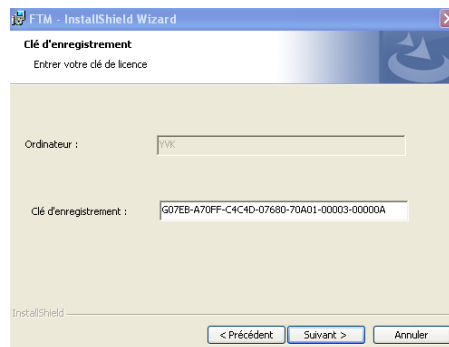 FTM - InstallShield Wizard
Clé d'enregistrement
Entrer votre clé de licence
Ordinateur :
YVK
Clé d'enregistrement :
G07EB-A70FF-C4C4D-07680-70A01-00003-00000A
InstallShield
< Précédent
Suivant >
Annuler